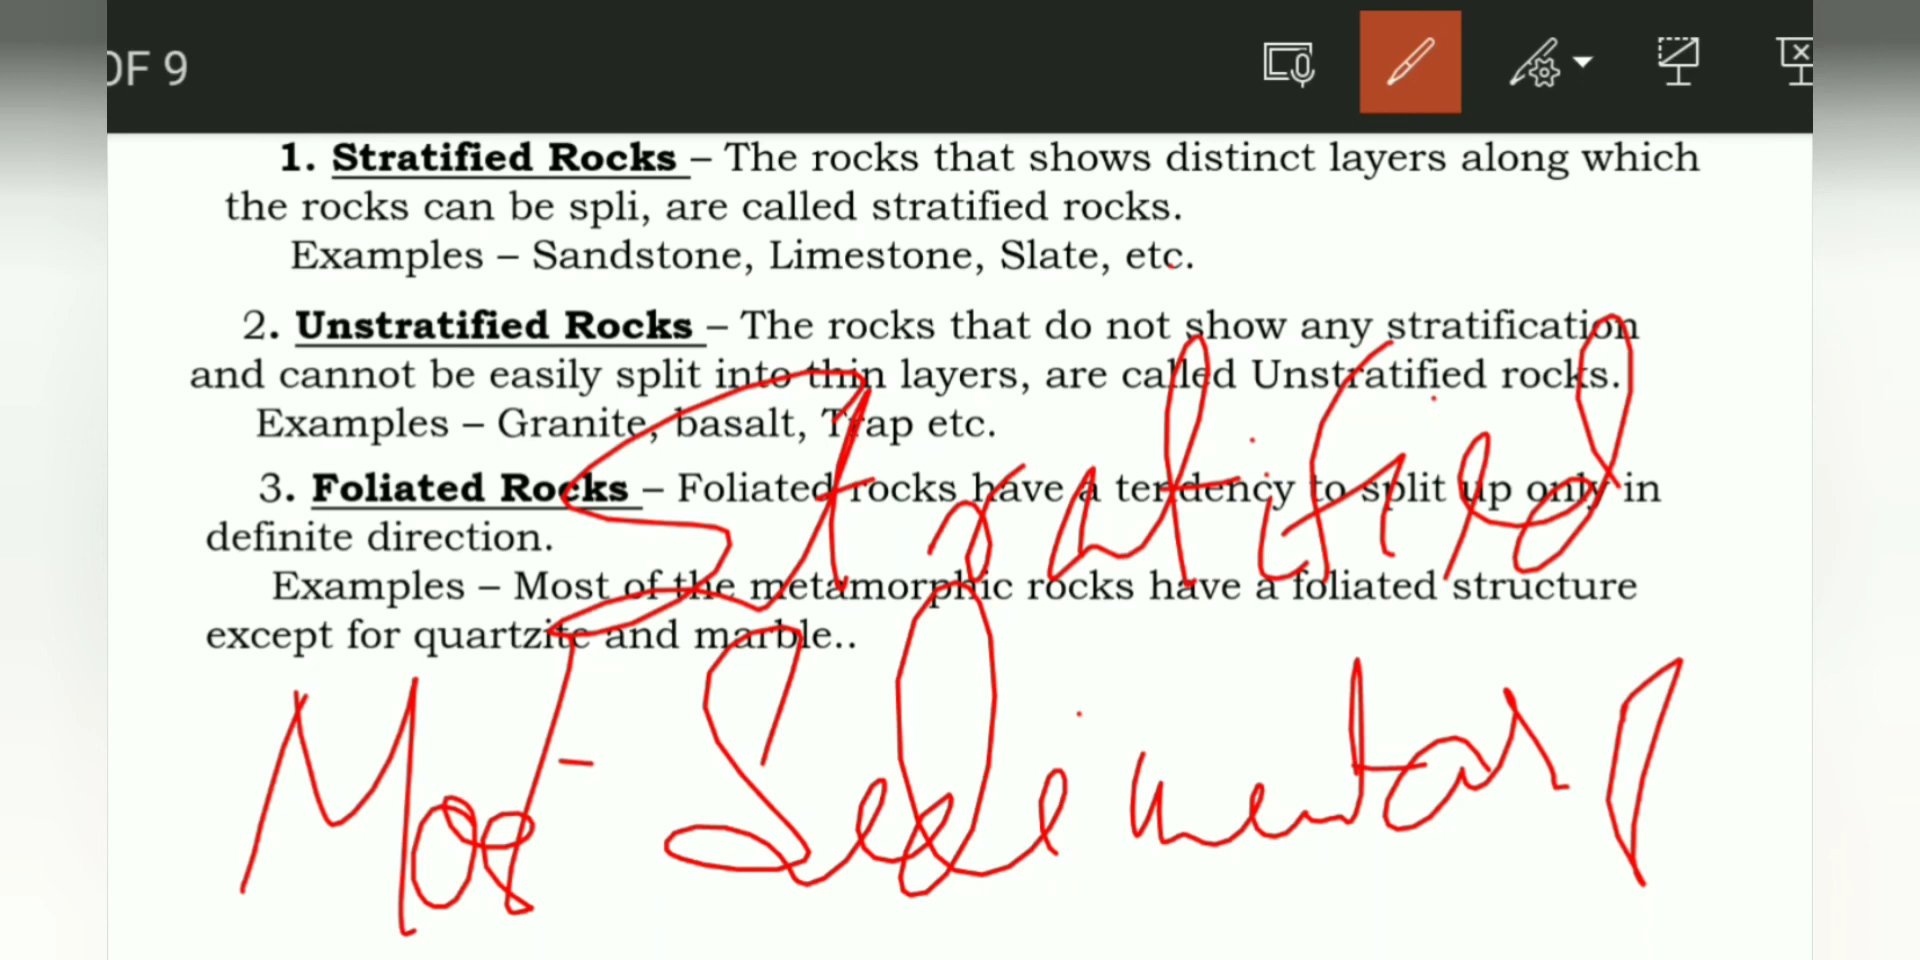 OF 9
1. Stratified Rocks – The rocks that shows distinct layers along which
the rocks can be spli, are called stratified rocks.
Examples – Sandstone, Limestone, Slate, etc.
2. Unstratified Rocks – The rocks that do not show any stratification
and cannot be easily split into thin layers, are called Unstratified rocks.
Examples – Granite, basalt, Trap etc.
3. Foliated Rocks – Foliated rocks have a tendency to split up only in
definite direction.
Examples – Most of the metamorphic rocks have a foliated structure
except for quartzite and marble..
Stratified
Most - Sedimentary